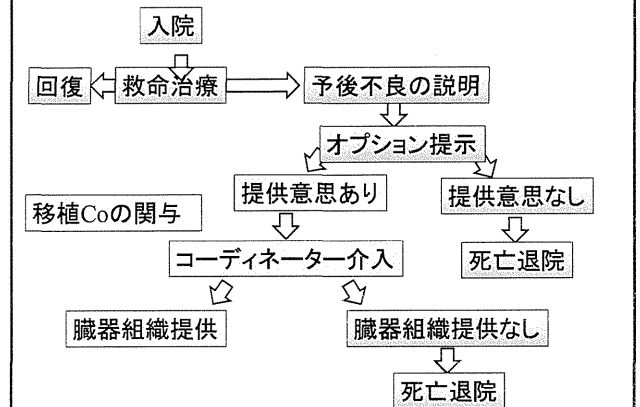 入院
回復
救命治療
予後不良の説明
オプション提示
提供意思あり
提供意思なし
移植Coの関与
コーディネーター介入
死亡退院
臓器組織提供
臓器組織提供なし
死亡退院